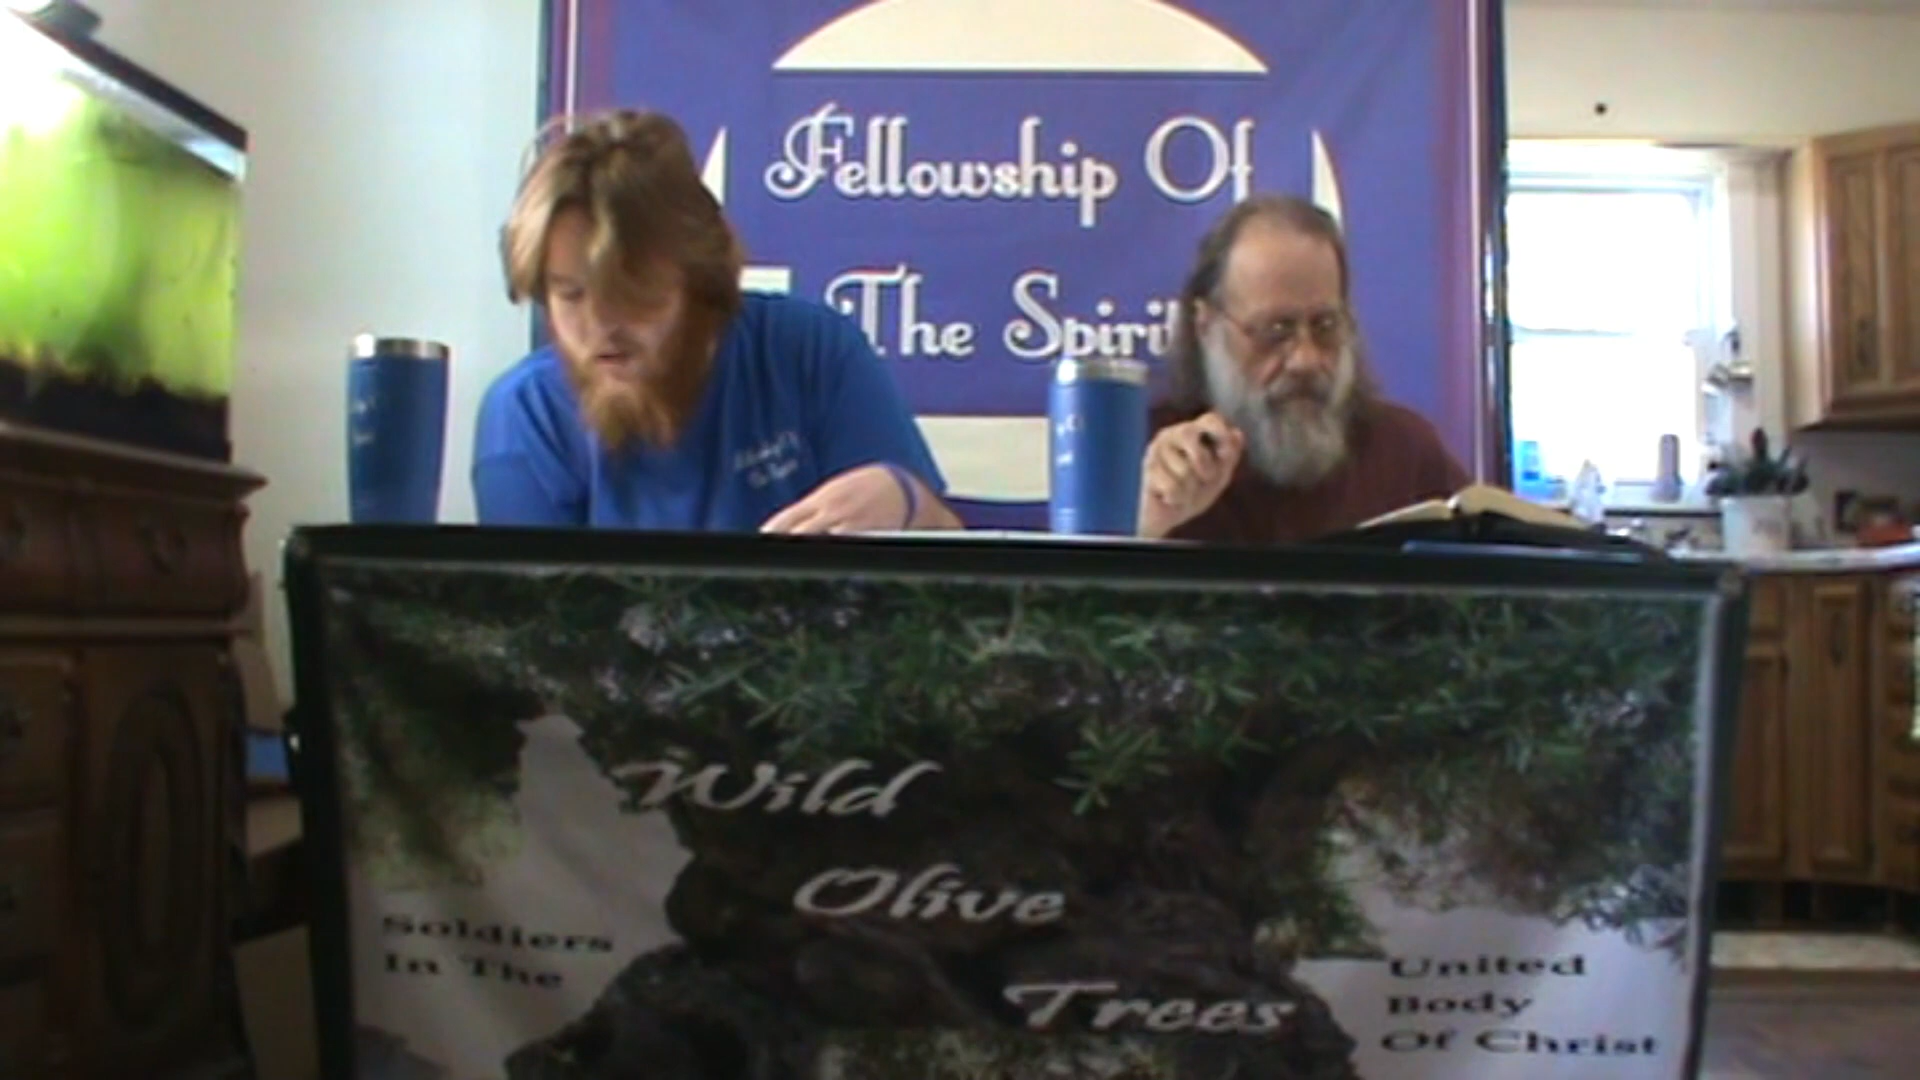 Fellowship Of
The Spirit
Wild
Olive
Trees
Soldiers
In The
United
Body
Of Christ